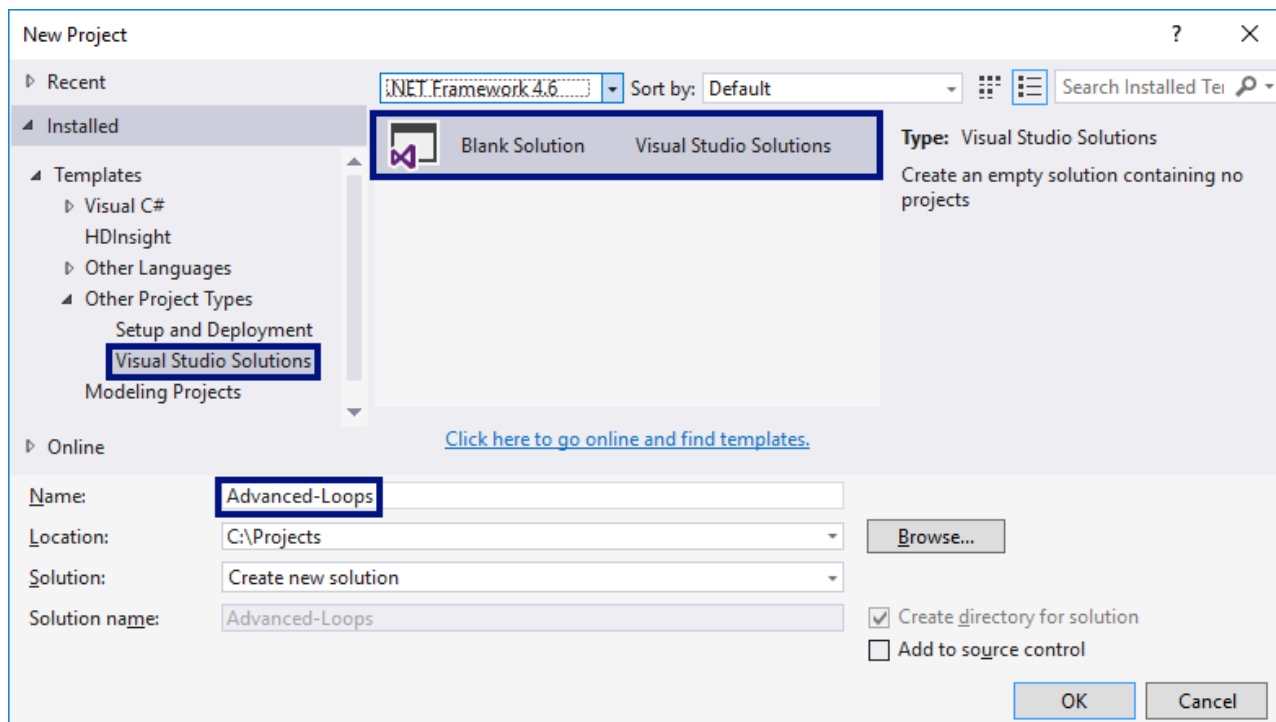 New Project
?
Recent
.NET Framework 4.6
Sort by: Default
Search Installed Te
Installed
Templates
Visual C#
HDInsight
Other Languages
Other Project Types
Setup and Deployment
Visual Studio Solutions
Modeling Projects
Online
Blank Solution Visual Studio Solutions
Type: Visual Studio Solutions
Create an empty solution containing no
projects
Click here to go online and find templates.
Name: Advanced-Loops
Location: C:\Projects
Browse...
Solution: Create new solution
Solution name: Advanced-Loops
Create directory for solution
Add to source control
OK
Cancel